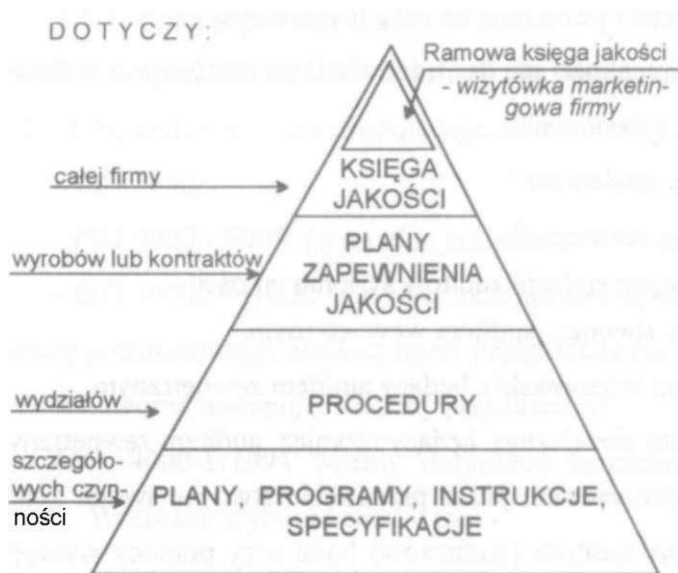 DOTYCZY:
Ramowa księga jakości
- wizytówka marketin-
gowa firmy
całej firmy
KSIĘGA
JAKOŚCI
wyrobów lub kontraktów
PLANY
ZAPEWNIENIA
JAKOŚCI
wydziałów
PROCEDURY
szczegóło-
wych czyn
ności
PLANY, PROGRAMY, INSTRUKCJE,
SPECYFIKACJE